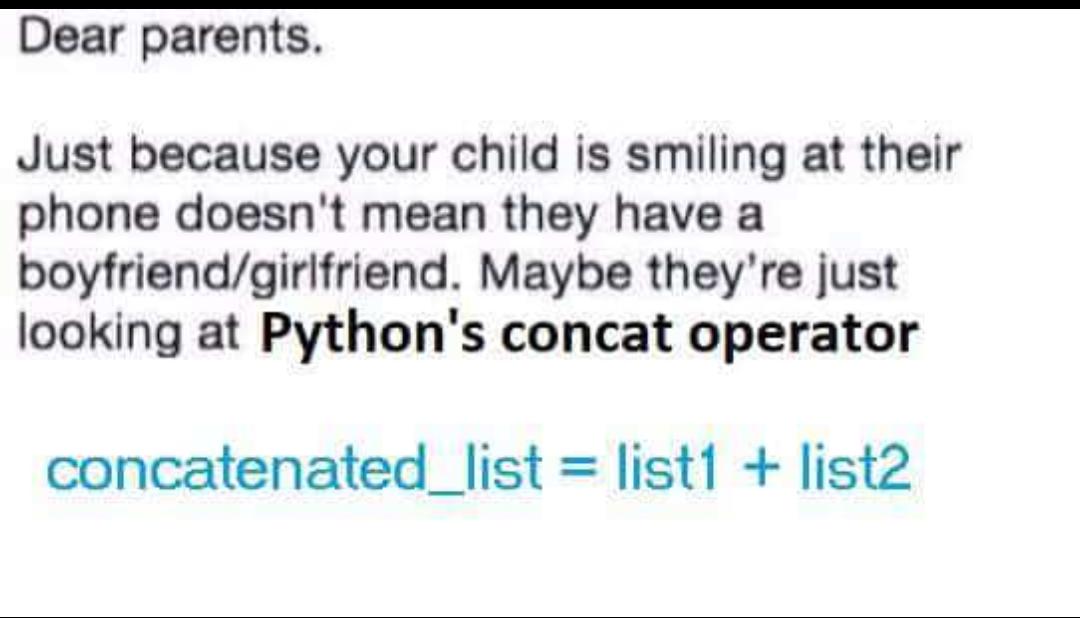 Dear parents.
Just because your child is smiling at their
phone doesn't mean they have a
boyfriend/girlfriend. Maybe they're just
looking at Python's concat operator
concatenated_list = list1 + list2